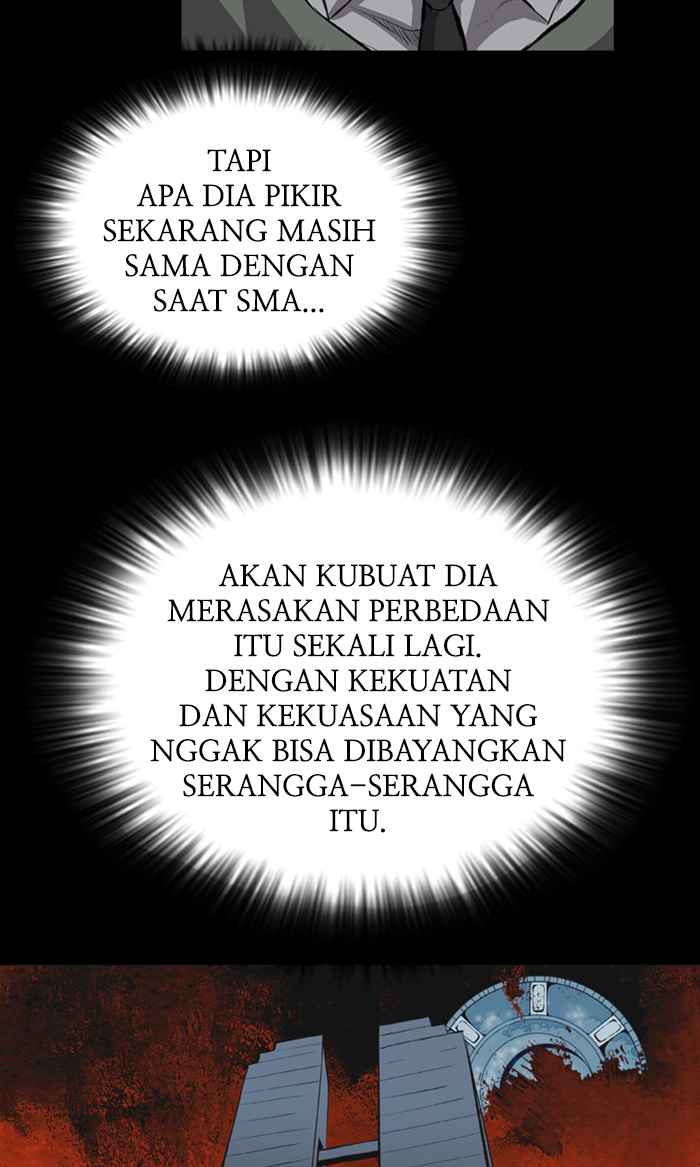 TAPI
APA DIA PIKIR
SEKARANG MASIH
SAMA DENGAN
SAAT SMA...
AKAN KUBUAT DIA
MERASAKAN PERBEDAAN
ITU SEKALI LAGI.
DENGAN KEKUATAN
DAN KEKUASAAN YANG
NGGAK BISA DIBAYANGKAN
SERANGGA-SERANGGA
ITU.